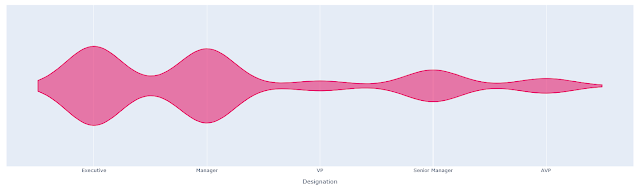 Executive Manager VP Senior Manager AVP
Designation